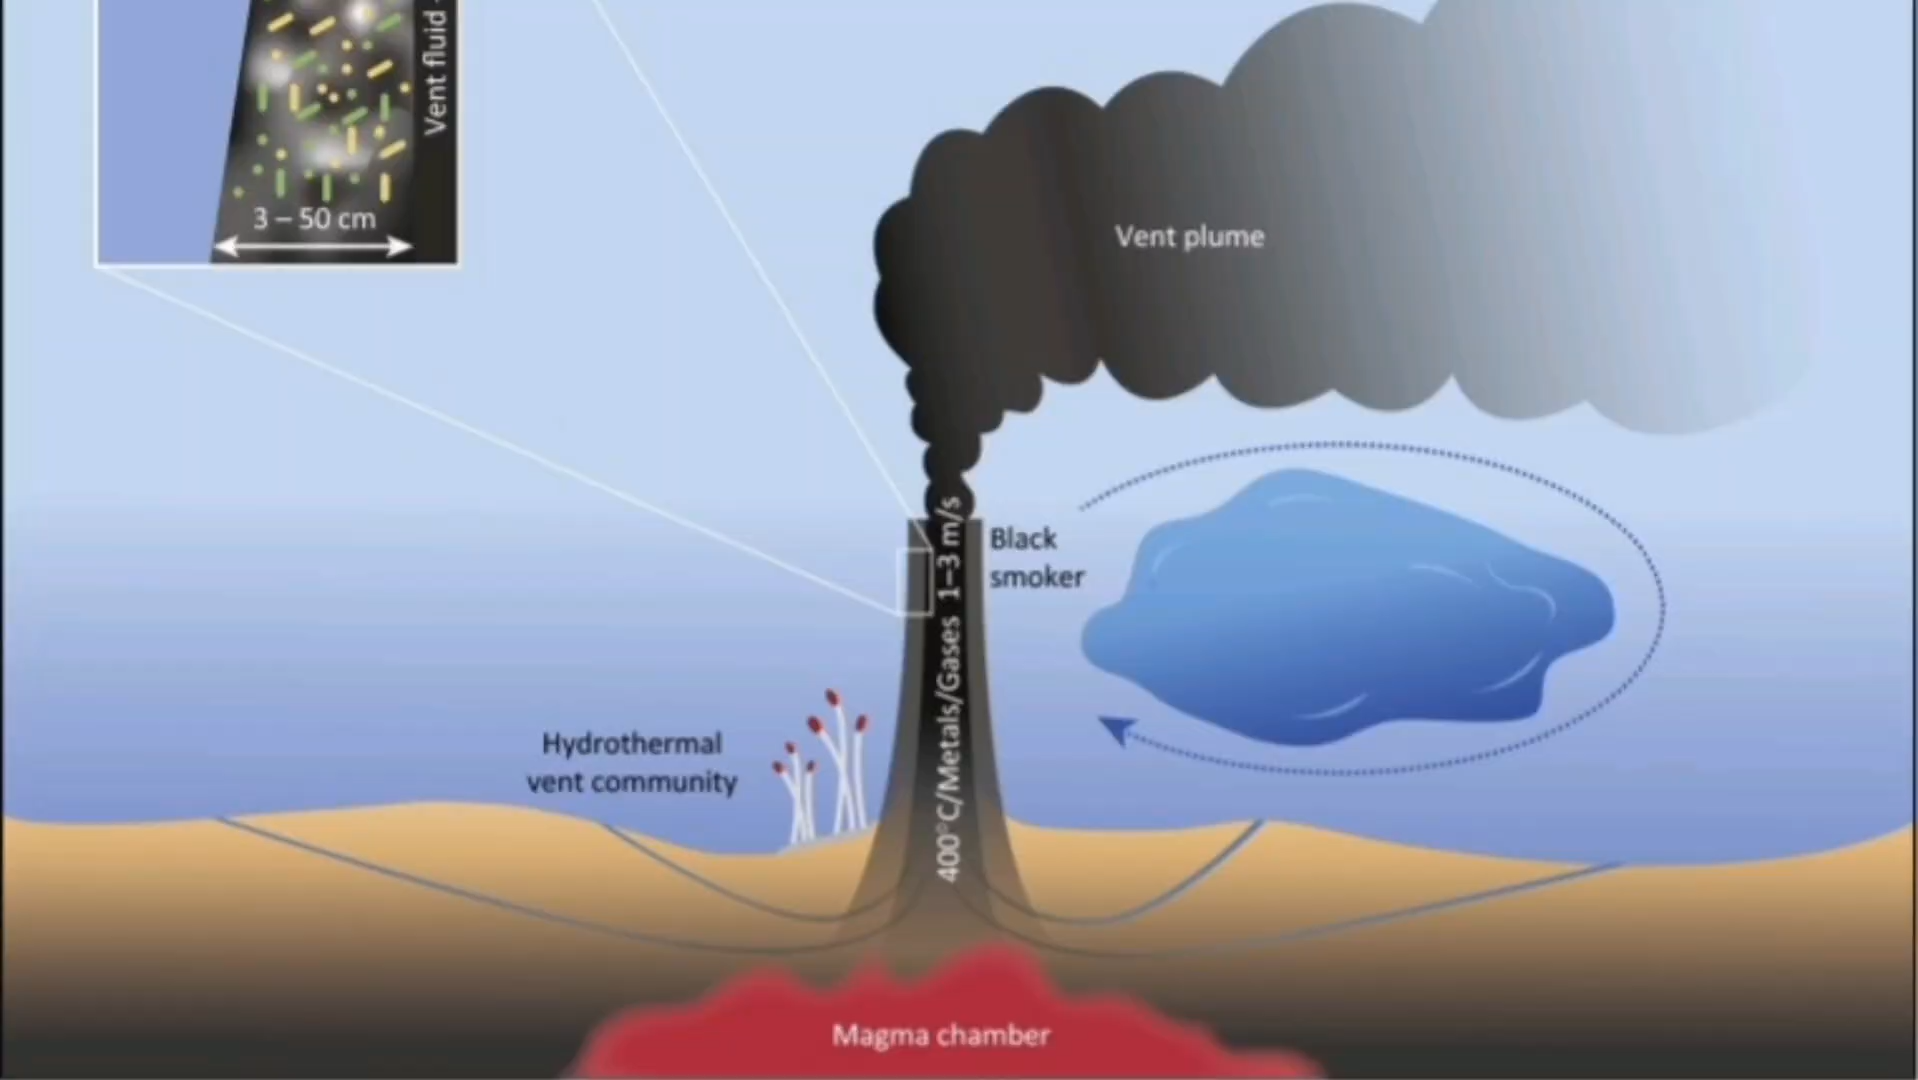 Vent fluid
3 – 50 cm
Vent plume
Black
smoker
400°C/Metals/Gases 1–3 m/s
Hydrothermal
vent community
Magma chamber